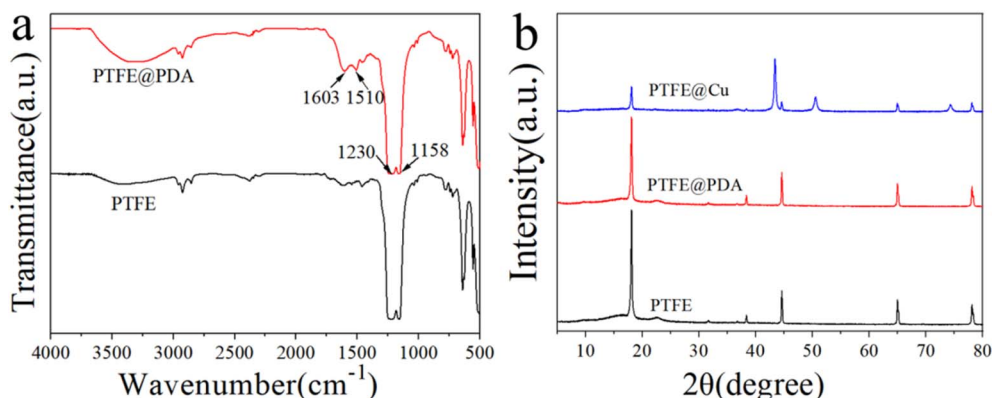 a
PTFE@PDA
1603 1510
1230 1158
PTFE
Transmittance(a.u.)
4000 3500 3000 2500 2000 1500 1000 500
Wavenumber(cm⁻¹)
b
PTFE@Cu
PTFE@PDA
PTFE
Intensity(a.u.)
10 20 30 40 50 60 70 80
2θ(degree)